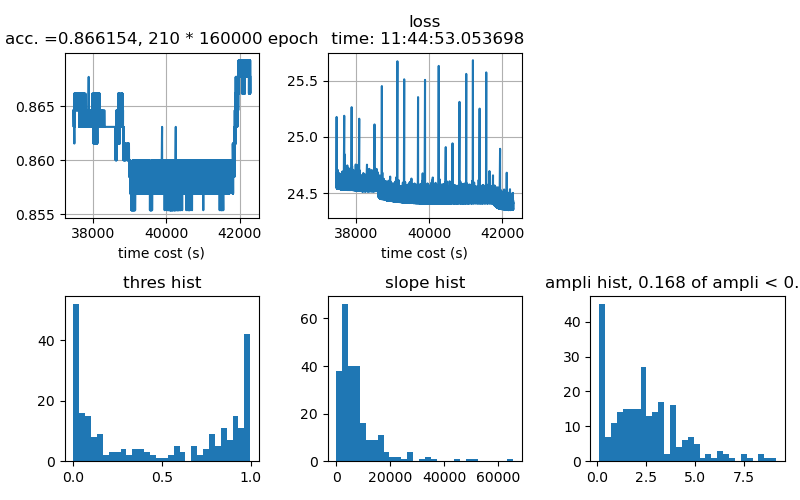 acc. =0.866154, 210 * 160000 epoch
loss
time: 11:44:53.053698
0.865
0.860
0.855
38000 40000 42000
time cost (s)
25.5
25.0
24.5
38000 40000 42000
time cost (s)
thres hist
40
20
0
0.0 0.5 1.0
slope hist
60
40
20
0
0 20000 40000 60000
ampli hist, 0.168 of ampli < 0.
40
30
20
10
0
0.0 2.5 5.0 7.5